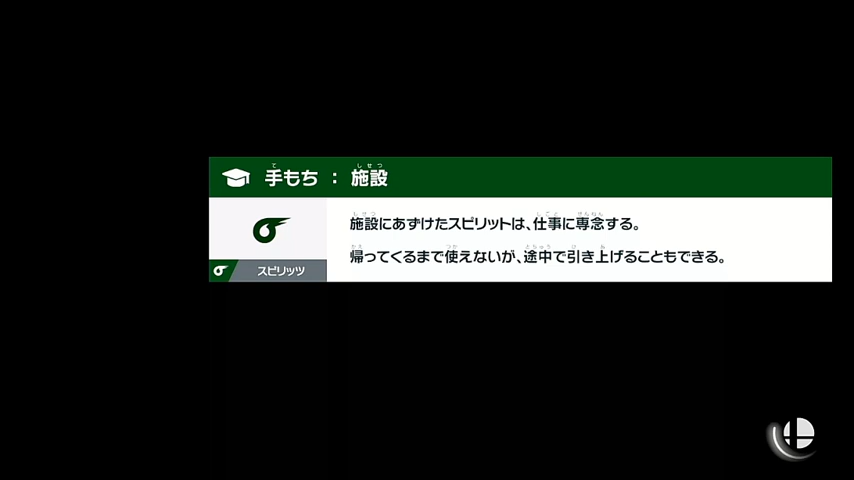 手もち：施設
施設にあずけたスピリットは、仕事に専念する。
帰ってくるまで使えないが、途中で引き上げることもできる。
スピリッツ